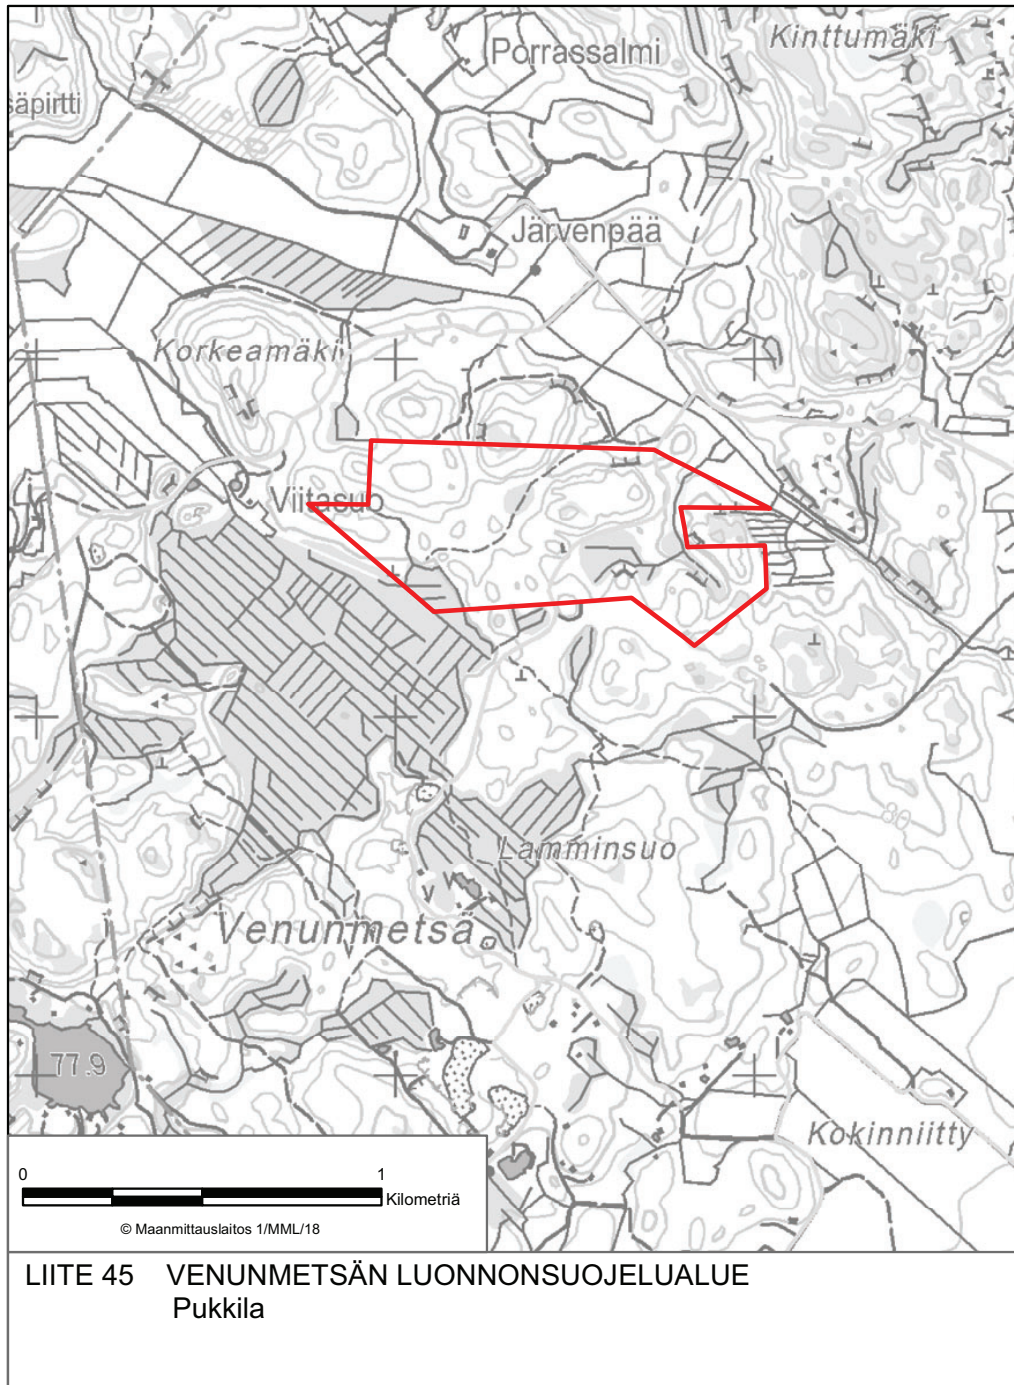 Porrassalmi
Kinttumäki
säpirtti
Järvenpää
Korkeamäki
Viitasuo
Lamminsuo
Venunmetsä
77.9
Kokinniitty
0 1
Kilometriä
© Maanmittauslaitos 1/MML/18
LIITE 45 VENUNMETSÄN LUONNONSUOJELUALUE
Pukkila